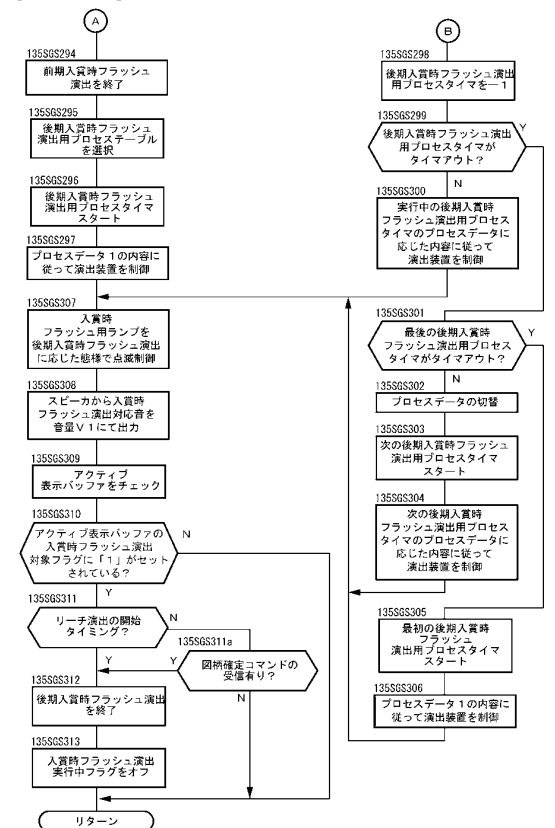 A
135SGS294
前期入賞時フラッシュ
演出を終了
135SGS295
後期入賞時フラッシュ
演出用プロセステーブル
を選択
135SGS296
後期入賞時フラッシュ
演出用プロセスタイマ
スタート
135SGS297
プロセスデータ1の内容に
従って演出装置を制御
135SGS307
入賞時
フラッシュ用ランプを
後期入賞時フラッシュ演出
に応じた態様で点滅制御
135SGS308
スピーカから入賞時
フラッシュ演出対応音を
音量V1にて出力
135SGS309
アクティブ
表示バッファをチェック
135SGS310
アクティブ表示バッファの
入賞時フラッシュ演出
対象フラグに「1」がセット
されている?
N
Y
135SGS311
リーチ演出の開始
タイミング?
N
Y
135SGS311a
図柄確定コマンドの
受信有り?
Y
N
135SGS312
後期入賞時フラッシュ演出
を終了
135SGS313
入賞時フラッシュ演出
実行中フラグをオフ
リターン
B
135SGS298
後期入賞時フラッシュ演出
用プロセスタイマを-1
135SGS299
後期入賞時フラッシュ演出
用プロセスタイマが
タイマアウト?
Y
N
135SGS300
実行中の後期入賞時
フラッシュ演出用プロセス
タイマのプロセスデータに
応じた内容に従って
演出装置を制御
135SGS301
最後の後期入賞時
フラッシュ演出用プロセス
タイマがタイマアウト?
Y
N
135SGS302
プロセスデータの切替
135SGS303
次の後期入賞時フラッシュ
演出用プロセスタイマ
スタート
135SGS304
次の後期入賞時
フラッシュ演出用プロセス
タイマのプロセスデータに
応じた内容に従って
演出装置を制御
135SGS305
最初の後期入賞時
フラッシュ
演出用プロセスタイマ
スタート
135SGS306
プロセスデータ1の内容に
従って演出装置を制御